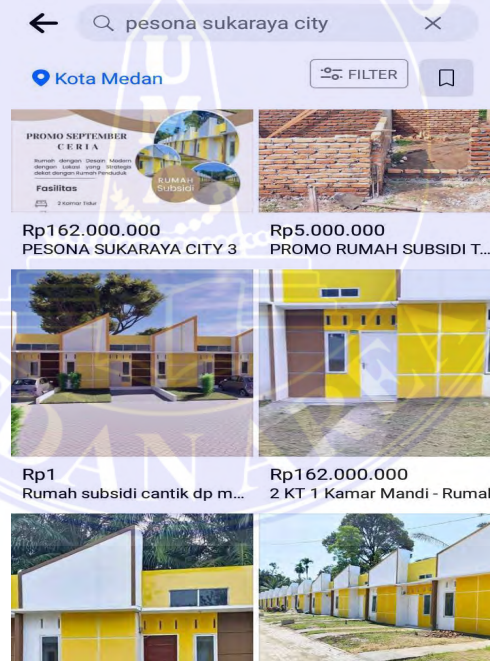 pesona sukaraya city
Kota Medan
FILTER
PROMO SEPTEMBER
CERIA
Rumah dengan Desain Modern
dengan Lokasi yang Strategis
dekat dengan Rumah Penduduk
Fasilitas
2 Kamar Tidur
RUMAH
Subsidi
Rp162.000.000
PESONA SUKARAYA CITY 3
Rp5.000.000
PROMO RUMAH SUBSIDI T...
Rp1
Rumah subsidi cantik dp m...
Rp162.000.000
2 KT 1 Kamar Mandi - Rumal